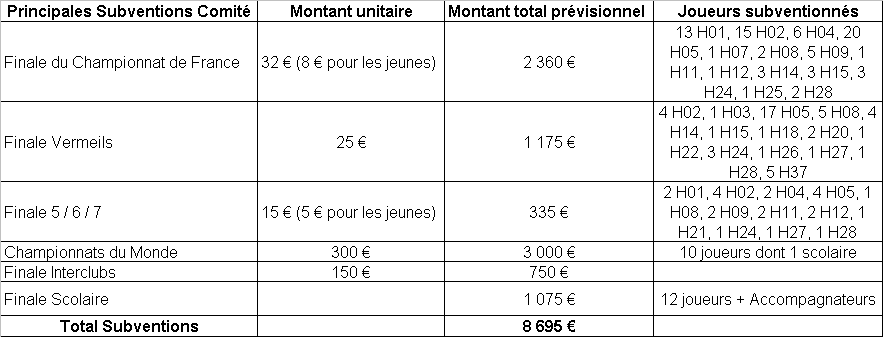 Principales Subventions Comité Montant unitaire Montant total prévisionnel Joueurs subventionnés
Finale du Championnat de France 32 € (8 € pour les jeunes) 2 360 €
13 H01, 15 H02, 6 H04, 20
H05, 1 H07, 2 H08, 5 H09, 1
H11, 1 H12, 3 H14, 3 H15, 3
H24, 1 H25, 2 H28
Finale Vermeils 25 € 1 175 €
4 H02, 1 H03, 17 H05, 5 H08, 4
H14, 1 H15, 1 H18, 2 H20, 1
H22, 3 H24, 1 H26, 1 H27, 1
H28, 5 H37
Finale 5 / 6 / 7 15 € (5 € pour les jeunes) 335 €
2 H01, 4 H02, 2 H04, 4 H05, 1
H08, 2 H09, 2 H11, 2 H12, 1
H21, 1 H24, 1 H27, 1 H28
Championnats du Monde 300 € 3 000 € 10 joueurs dont 1 scolaire
Finale Interclubs 150 € 750 €
Finale Scolaire 1 075 € 12 joueurs + Accompagnateurs
Total Subventions 8 695 €